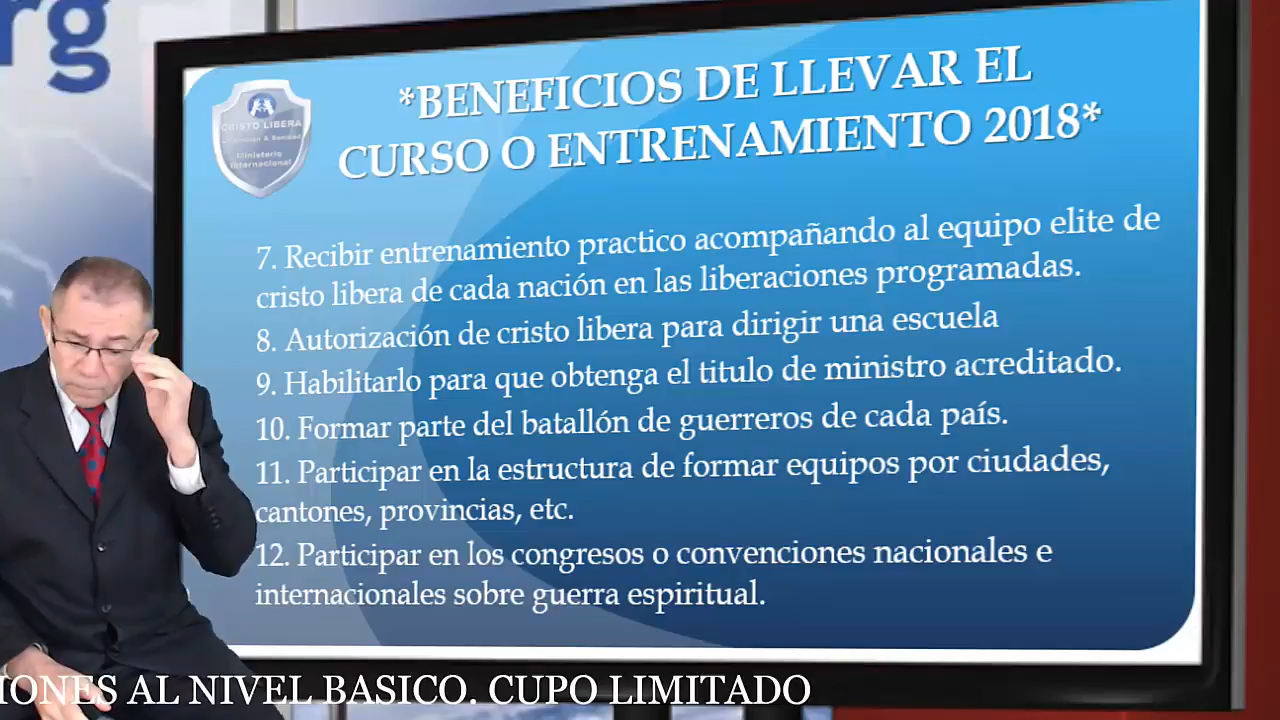 rg
CRISTO LIBERA
Ministerio
Internacional
*BENEFICIOS DE LLEVAR EL
CURSO O ENTRENAMIENTO 2018*
7. Recibir entrenamiento practico acompañando al equipo elite de
cristo libera de cada nación en las liberaciones programadas.
8. Autorización de cristo libera para dirigir una escuela
9. Habilitarlo para que obtenga el titulo de ministro acreditado.
10. Formar parte del batallón de guerreros de cada país.
11. Participar en la estructura de formar equipos por ciudades,
cantones, provincias, etc.
12. Participar en los congresos o convenciones nacionales e
internacionales sobre guerra espiritual.
IONES AL NIVEL BASICO. CUPO LIMITADO